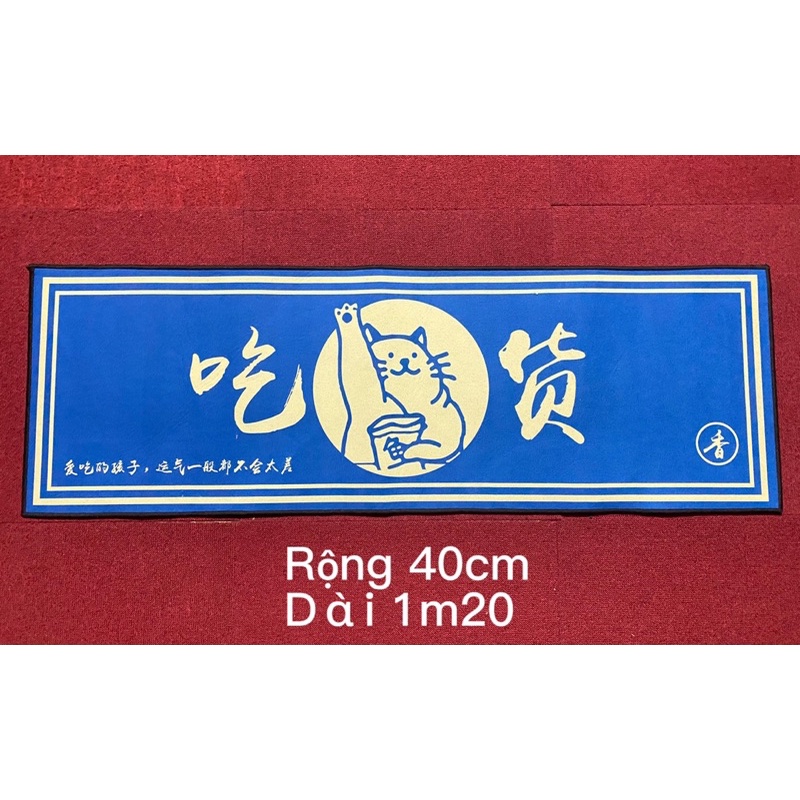 吃货
鱼
香
爱吃的孩子，运气一般都不会太差
Rộng 40cm
Dài 1m20